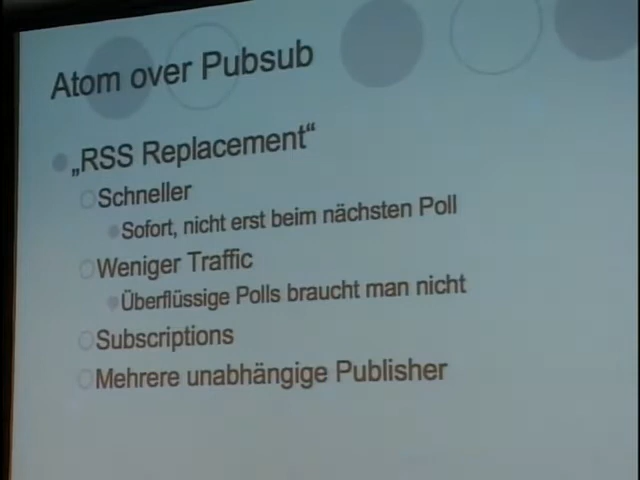 Atom over Pubsub
„RSS Replacement“
Schneller
Sofort, nicht erst beim nächsten Poll
Weniger Traffic
Überflüssige Polls braucht man nicht
Subscriptions
Mehrere unabhängige Publisher